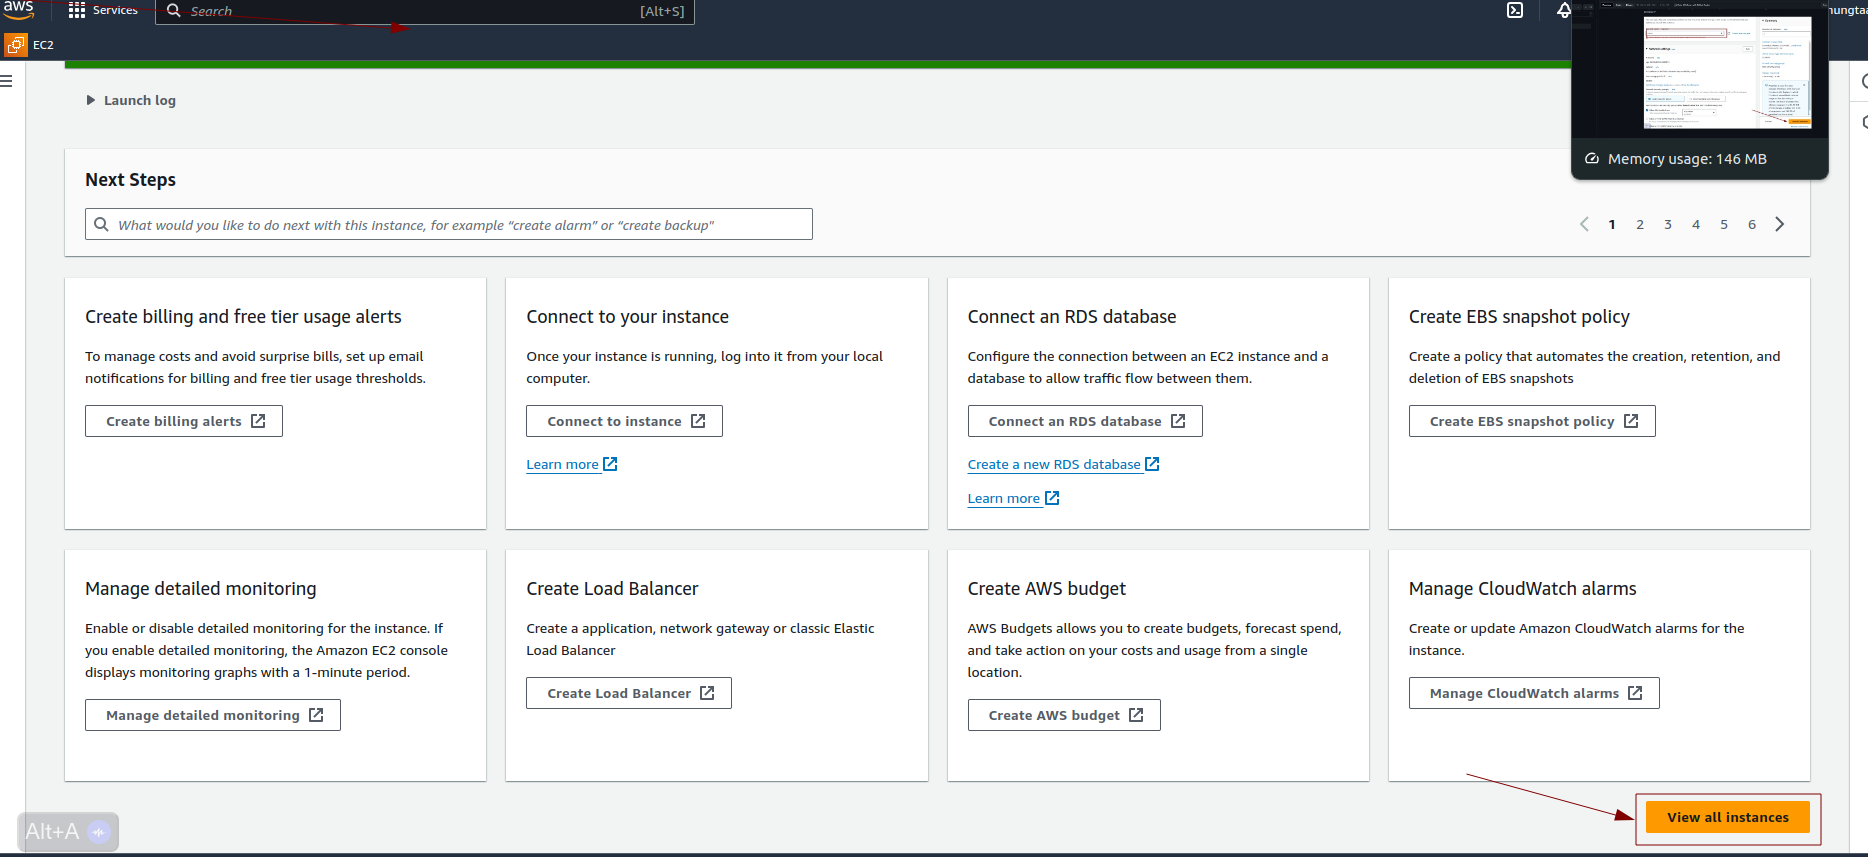 aws
Services
Search
[Alt+S]
EC2
Launch log
Memory usage: 146 MB
Next Steps
What would you like to do next with this instance, for example “create alarm” or “create backup”
1 2 3 4 5 6
Create billing and free tier usage alerts
To manage costs and avoid surprise bills, set up email
notifications for billing and free tier usage thresholds.
Create billing alerts
Connect to your instance
Once your instance is running, log into it from your local
computer.
Connect to instance
Learn more
Connect an RDS database
Configure the connection between an EC2 instance and a
database to allow traffic flow between them.
Connect an RDS database
Create a new RDS database
Learn more
Create EBS snapshot policy
Create a policy that automates the creation, retention, and
deletion of EBS snapshots
Create EBS snapshot policy
Manage detailed monitoring
Enable or disable detailed monitoring for the instance. If
you enable detailed monitoring, the Amazon EC2 console
displays monitoring graphs with a 1-minute period.
Manage detailed monitoring
Create Load Balancer
Create a application, network gateway or classic Elastic
Load Balancer
Create Load Balancer
Create AWS budget
AWS Budgets allows you to create budgets, forecast spend,
and take action on your costs and usage from a single
location.
Create AWS budget
Manage CloudWatch alarms
Create or update Amazon CloudWatch alarms for the
instance.
Manage CloudWatch alarms
Alt+A
View all instances